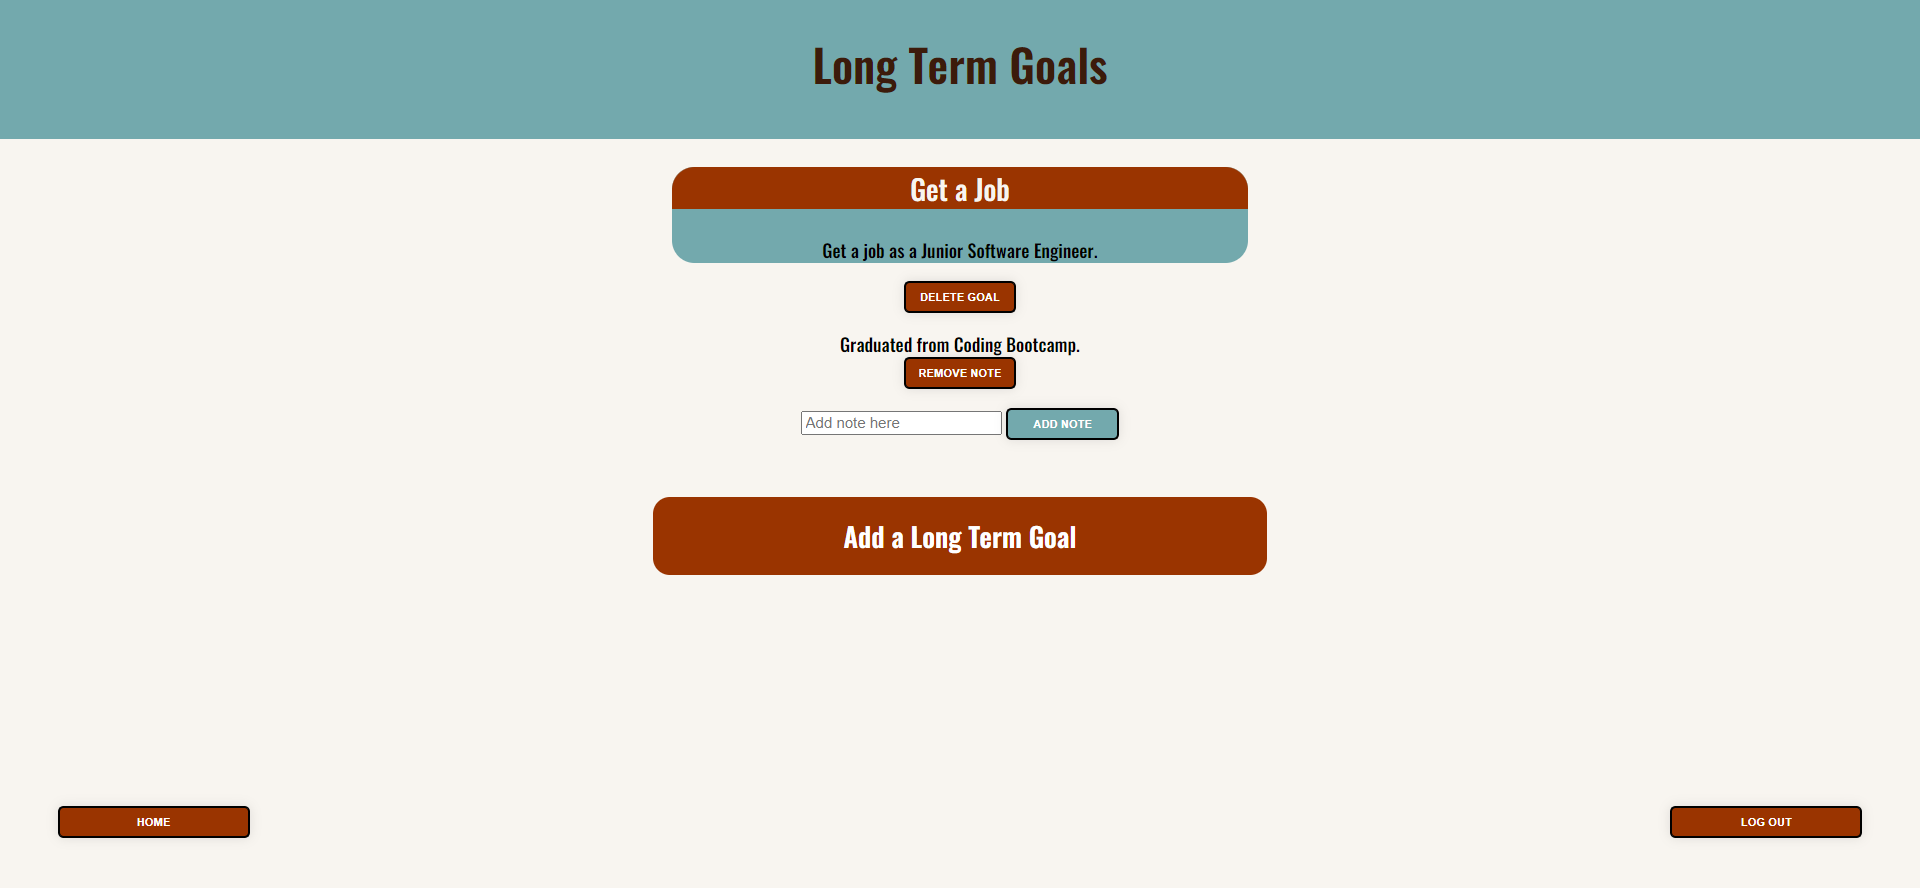 Long Term Goals
Get a Job
Get a job as a Junior Software Engineer.
DELETE GOAL
Graduated from Coding Bootcamp.
REMOVE NOTE
Add note here ADD NOTE
Add a Long Term Goal
HOME LOG OUT